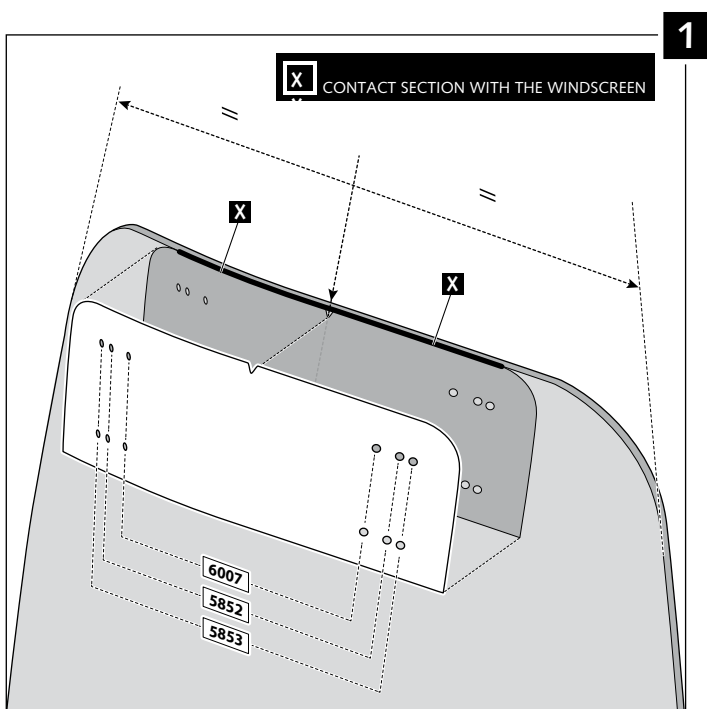 1
X CONTACT SECTION WITH THE WINDSCREEN
=
=
X
X
6007
5852
5853